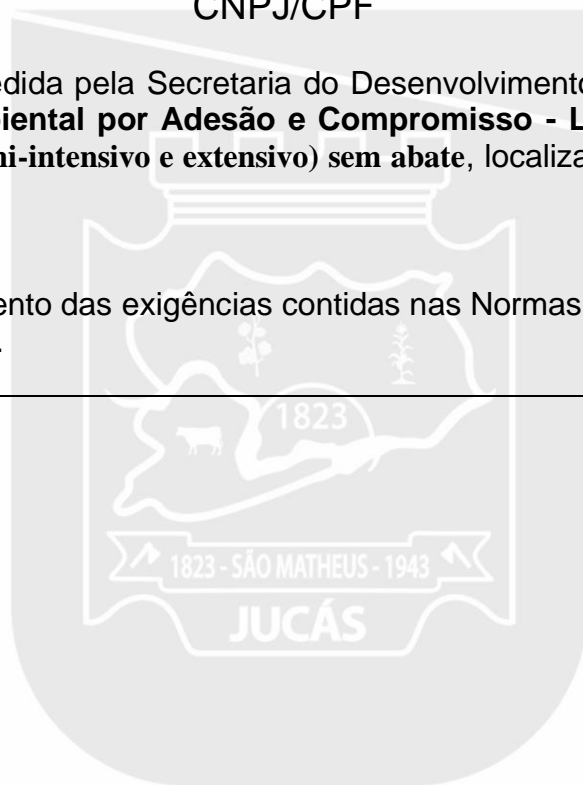 CNPJ/CPF
edida pela Secretaria do Desenvolvimento
biental por Adesão e Compromisso - L
ni-intensivo e extensivo) sem abate, localiza
ento das exigências contidas nas Normas
.
1823
1823 - SÃO MATHEUS - 1943
JUCÁS